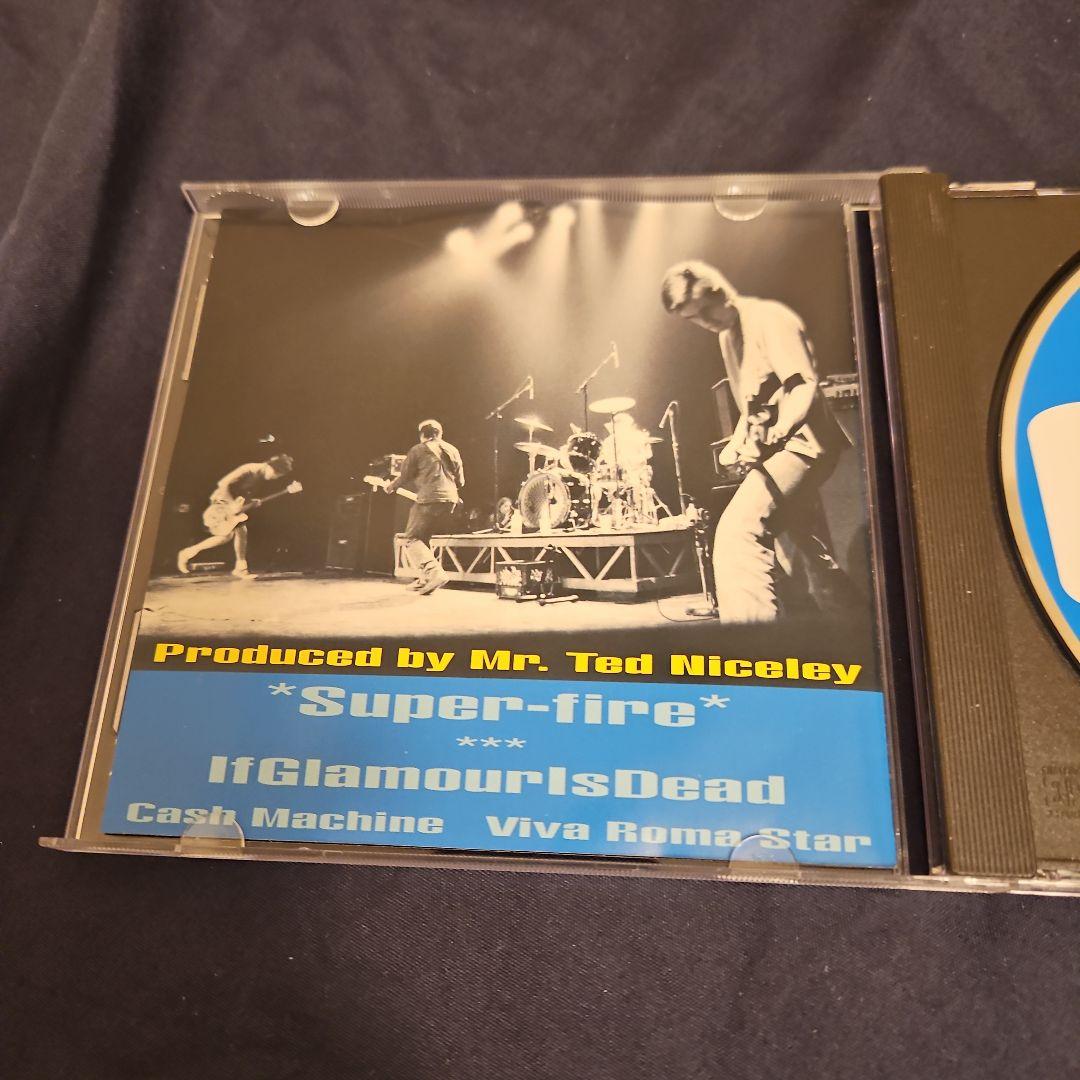 Produced by Mr. Ted Niceley
*Super-fire*
***
IfGlamourIsDead
Cash Machine Viva Roma Star